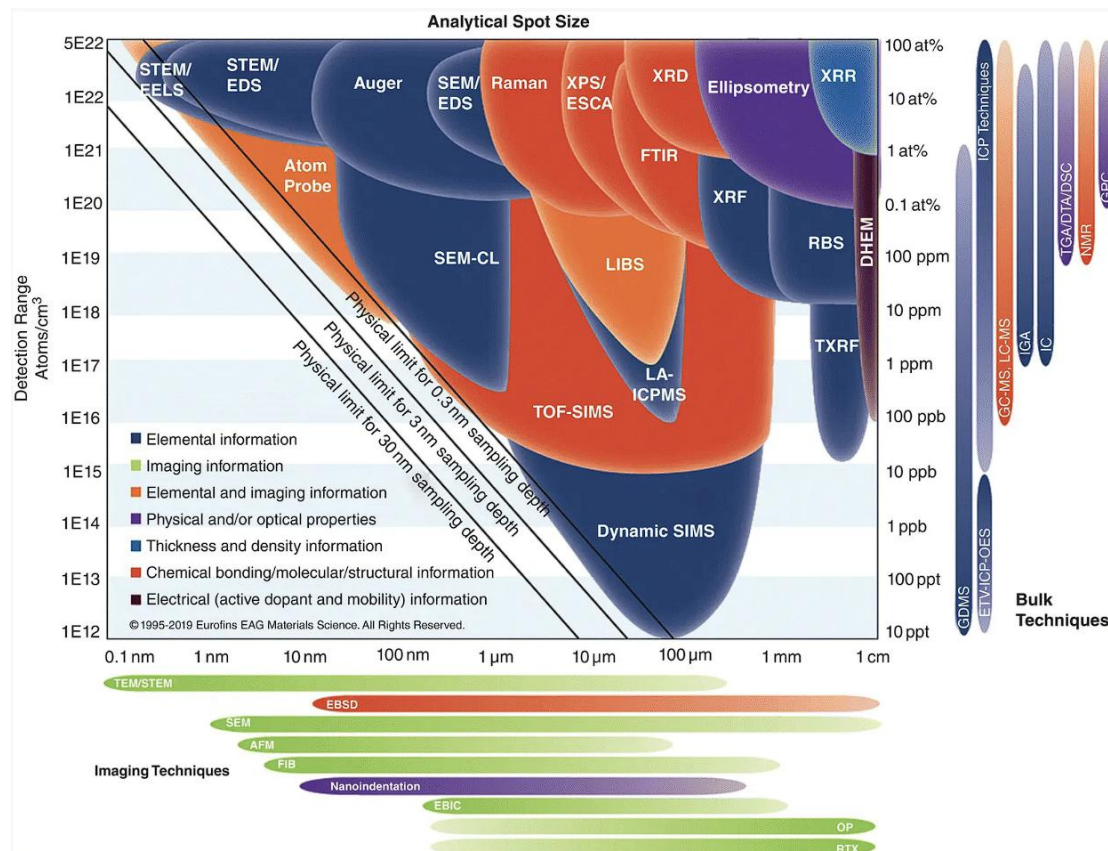 Analytical Spot Size
Detection Range
Atoms/cm³
5E22
1E22
1E21
1E20
1E19
1E18
1E17
1E16
1E15
1E14
1E13
1E12
STEM/
EELS
STEM/
EDS
Auger
SEM/
EDS
Raman
XPS/
ESCA
XRD
Ellipsometry
XRR
Atom
Probe
FTIR
XRF
SEM-CL
LIBS
RBS
DHEM
LA-
ICPMS
TXRF
TOF-SIMS
Dynamic SIMS
Physical limit for 0.3 nm sampling depth
Physical limit for 3 nm sampling depth
Physical limit for 30 nm sampling depth
Elemental information
Imaging information
Elemental and imaging information
Physical and/or optical properties
Thickness and density information
Chemical bonding/molecular/structural information
Electrical (active dopant and mobility) information
© 1995-2019 Eurofins EAG Materials Science. All Rights Reserved.
100 at%
10 at%
1 at%
0.1 at%
100 ppm
10 ppm
1 ppm
100 ppb
10 ppb
1 ppb
100 ppt
10 ppt
GDMS
ICP Techniques
ETV-ICP-OES
GC-MS, LC-MS
IGA
IC
TGA/DTA/DSC
NMR
GPC
Bulk
Techniques
0.1 nm
1 nm
10 nm
100 nm
1 µm
10 µm
100 µm
1 mm
1 cm
Imaging Techniques
TEM/STEM
EBSD
SEM
AFM
FIB
Nanoindentation
EBIC
OP
RTX